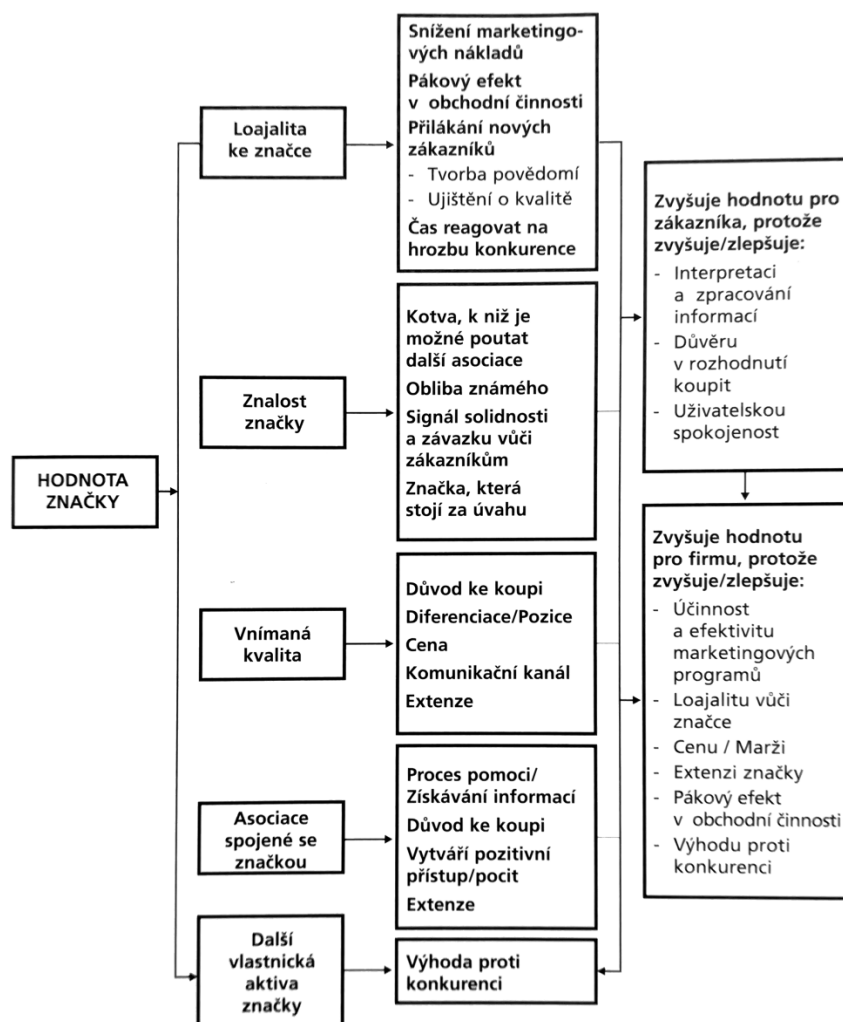 HODNOTA
ZNAČKY
Loajalita
ke značce
Snížení marketingo-
vých nákladů
Pákový efekt
v obchodní činnosti
Přilákání nových
zákazníků
- Tvorba povědomí
- Ujištění o kvalitě
Čas reagovat na
hrozbu konkurence
Znalost
značky
Kotva, k niž je
možné poutat
další asociace
Obliba známého
Signál solidnosti
a závazku vůči
zákazníkům
Značka, která
stojí za úvahu
Vnímaná
kvalita
Důvod ke koupi
Diferenciace/Pozice
Cena
Komunikační kanál
Extenze
Asociace
spojené se
značkou
Proces pomoci/
Získávání informací
Důvod ke koupi
Vytváří pozitivní
přístup/pocit
Extenze
Další
vlastnická
aktiva
značky
Výhoda proti
konkurenci
Zvyšuje hodnotu pro
zákazníka, protože
zvyšuje/zlepšuje:
- Interpretaci
a zpracování
informací
- Důvěru
v rozhodnutí
koupit
- Uživatelskou
spokojenost
Zvyšuje hodnotu
pro firmu, protože
zvyšuje/zlepšuje:
- Účinnost
a efektivitu
marketingových
programů
- Loajalitu vůči
značce
- Cenu / Marži
- Extenzi značky
- Pákový efekt
v obchodní činnosti
- Výhodu proti
konkurenci